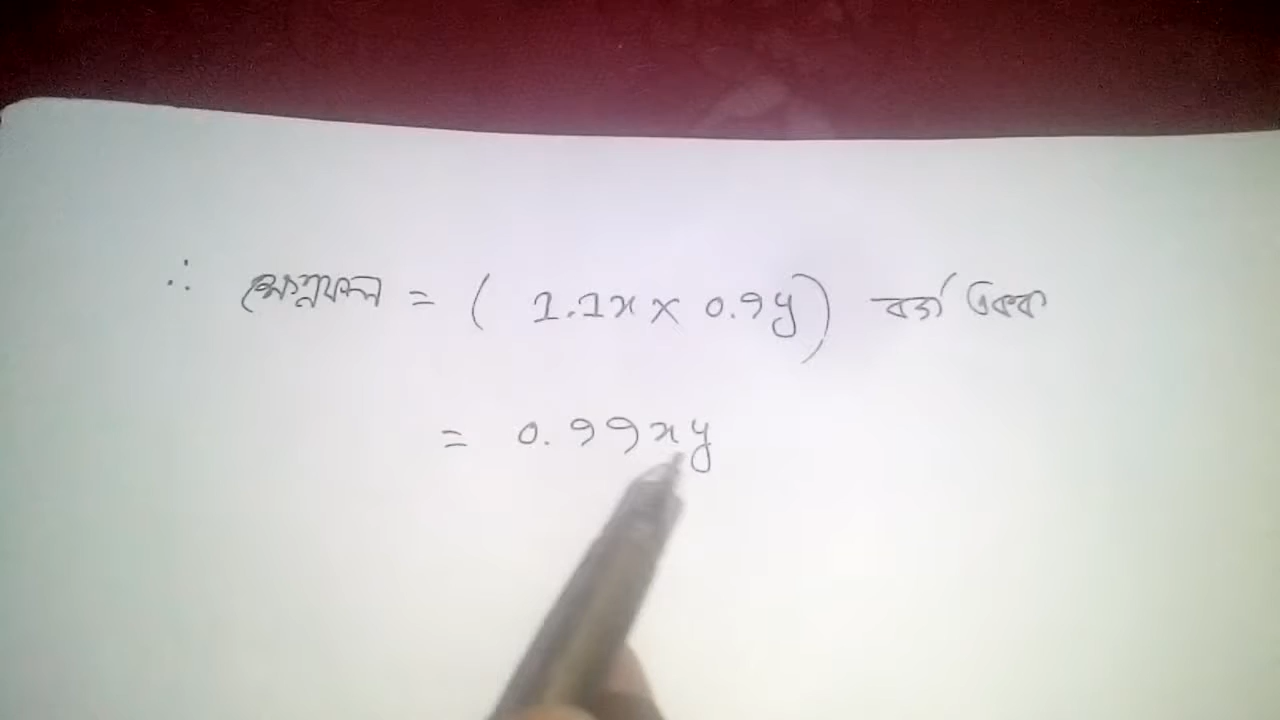 ∴ ক্ষেত্রফল = ( 1.1x × 0.9y ) বর্গ একক
= 0.99xy